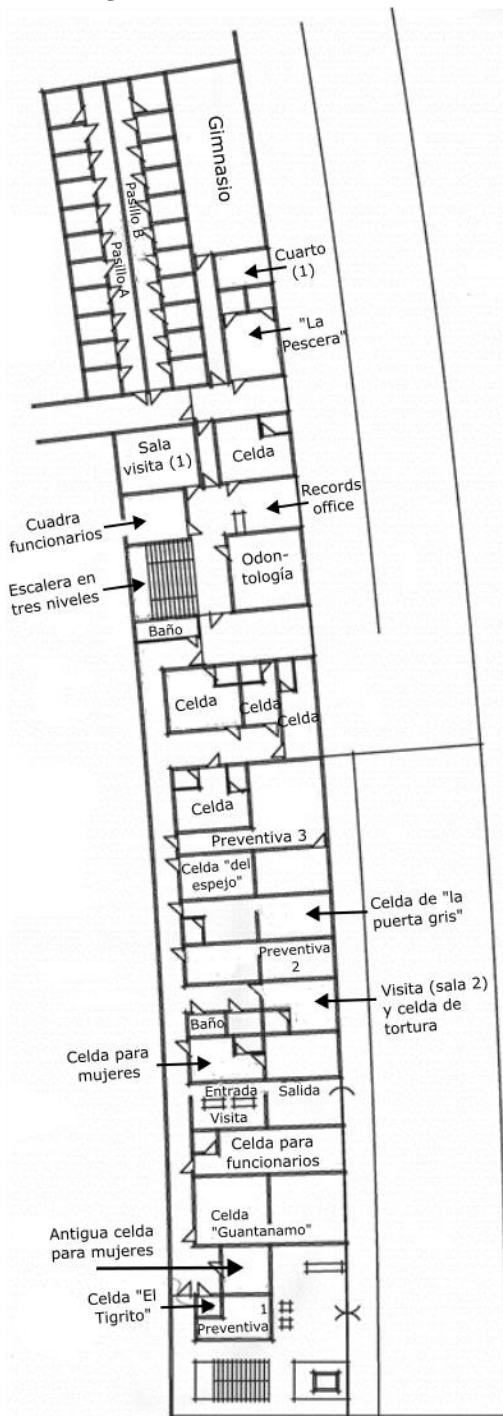 Gimnasio
Pasillo B
Pasillo A
Cuarto
(1)
"La
Pescera"
Sala
visita (1)
Celda
Records
office
Cuadra
funcionarios
Odon-
tología
Escalera en
tres niveles
Baño
Celda
Celda
Celda
Celda
Preventiva 3
Celda "del
espejo"
Celda de "la
puerta gris"
Preventiva
2
Visita (sala 2)
y celda de
tortura
Baño
Celda para
mujeres
Entrada
Salida
Visita
Celda para
funcionarios
Celda
"Guantanamo"
Antigua celda
para mujeres
Celda "El
Tigrito"
1
Preventiva